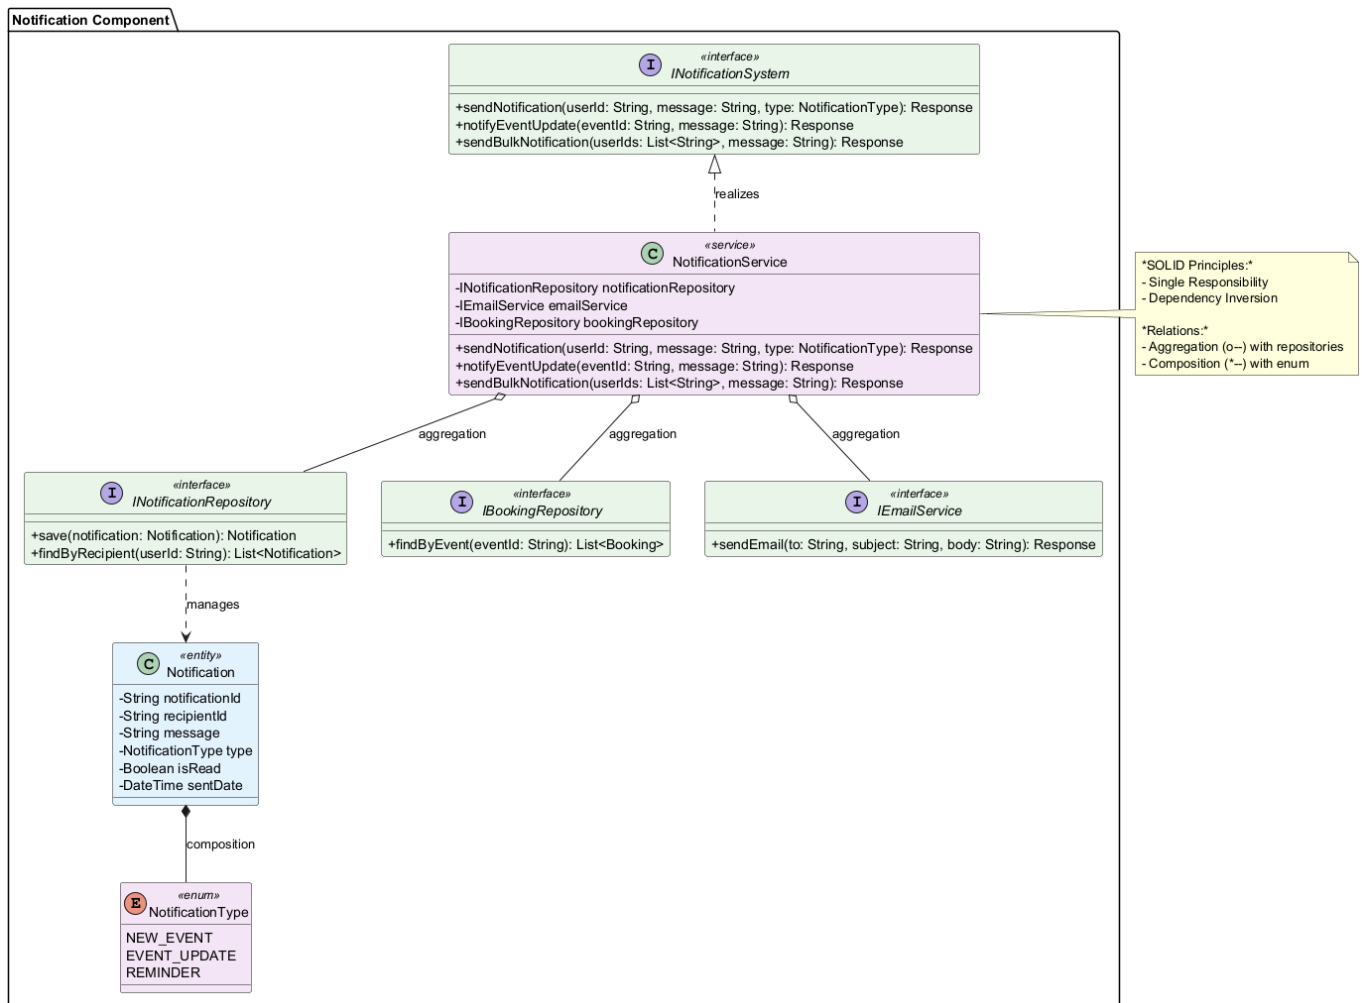 Notification Component
«interface»
I
INotificationSystem
+sendNotification(userId: String, message: String, type: NotificationType): Response
+notifyEventUpdate(eventId: String, message: String): Response
+sendBulkNotification(userIds: List<String>, message: String): Response
realizes
«service»
C
NotificationService
-INotificationRepository notificationRepository
-IEmailService emailService
-IBookingRepository bookingRepository
+sendNotification(userId: String, message: String, type: NotificationType): Response
+notifyEventUpdate(eventId: String, message: String): Response
+sendBulkNotification(userIds: List<String>, message: String): Response
*SOLID Principles:*
- Single Responsibility
- Dependency Inversion
*Relations:*
- Aggregation (o--) with repositories
- Composition (*--) with enum
aggregation
aggregation
aggregation
«interface»
I
INotificationRepository
+save(notification: Notification): Notification
+findByRecipient(userId: String): List<Notification>
«interface»
I
IBookingRepository
+findByEvent(eventId: String): List<Booking>
«interface»
I
IEmailService
+sendEmail(to: String, subject: String, body: String): Response
manages
«entity»
C
Notification
-String notificationId
-String recipientId
-String message
-NotificationType type
-Boolean isRead
-DateTime sentDate
composition
«enum»
E
NotificationType
NEW_EVENT
EVENT_UPDATE
REMINDER